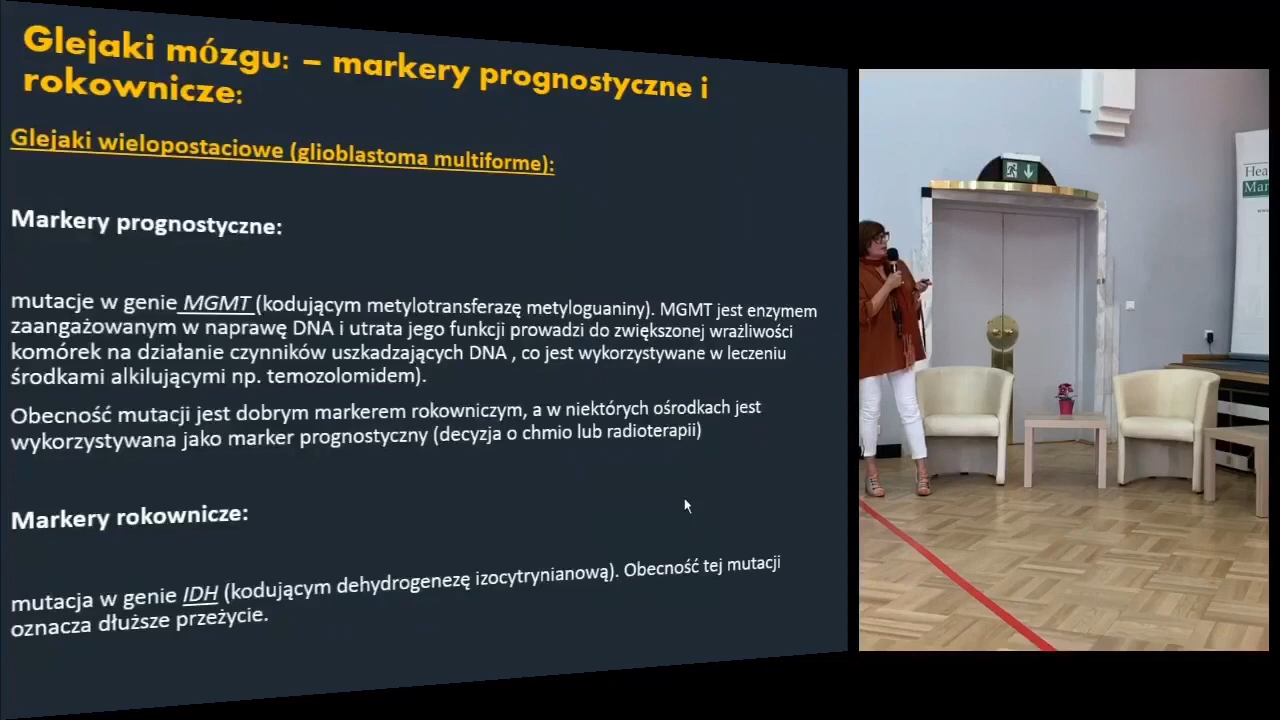 Glejaki mózgu: – markery prognostyczne i
rokownicze:
Glejaki wielopostaciowe (glioblastoma multiforme):
Markery prognostyczne:
mutacje w genie MGMT (kodującym metylotransferazę metyloguaniny). MGMT jest enzymem
zaangażowanym w naprawę DNA i utrata jego funkcji prowadzi do zwiększonej wrażliwości
komórek na działanie czynników uszkadzających DNA , co jest wykorzystywane w leczeniu
środkami alkilującymi np. temozolomidem).
Obecność mutacji jest dobrym markerem rokowniczym, a w niektórych ośrodkach jest
wykorzystywana jako marker prognostyczny (decyzja o chmio lub radioterapii)
Markery rokownicze:
mutacja w genie IDH (kodującym dehydrogenezę izocytrynianową). Obecność tej mutacji
oznacza dłuższe przeżycie.
Hea
Mar